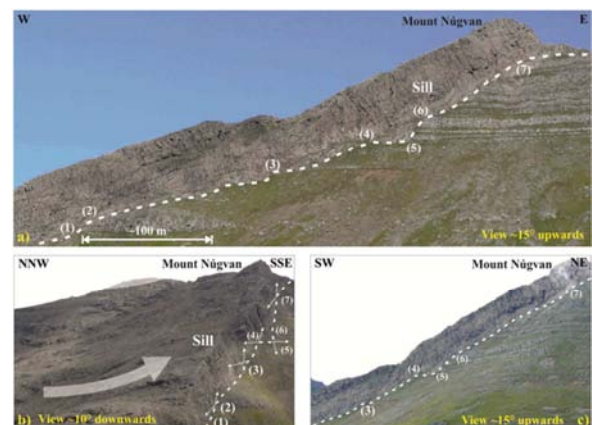 W Mount Núgvan E
(7)
Sill
(6)
(4)
(5)
(3)
(2)
(1)
~100 m
a) View ~15° upwards
NNW Mount Núgvan SSE
(7)
Sill
(4)
(6)
(5)
(3)
(2)
(1)
b) View ~10° downwards
SW Mount Núgvan NE
(7)
(6)
(4)
(5)
(3)
View ~15° upwards c)